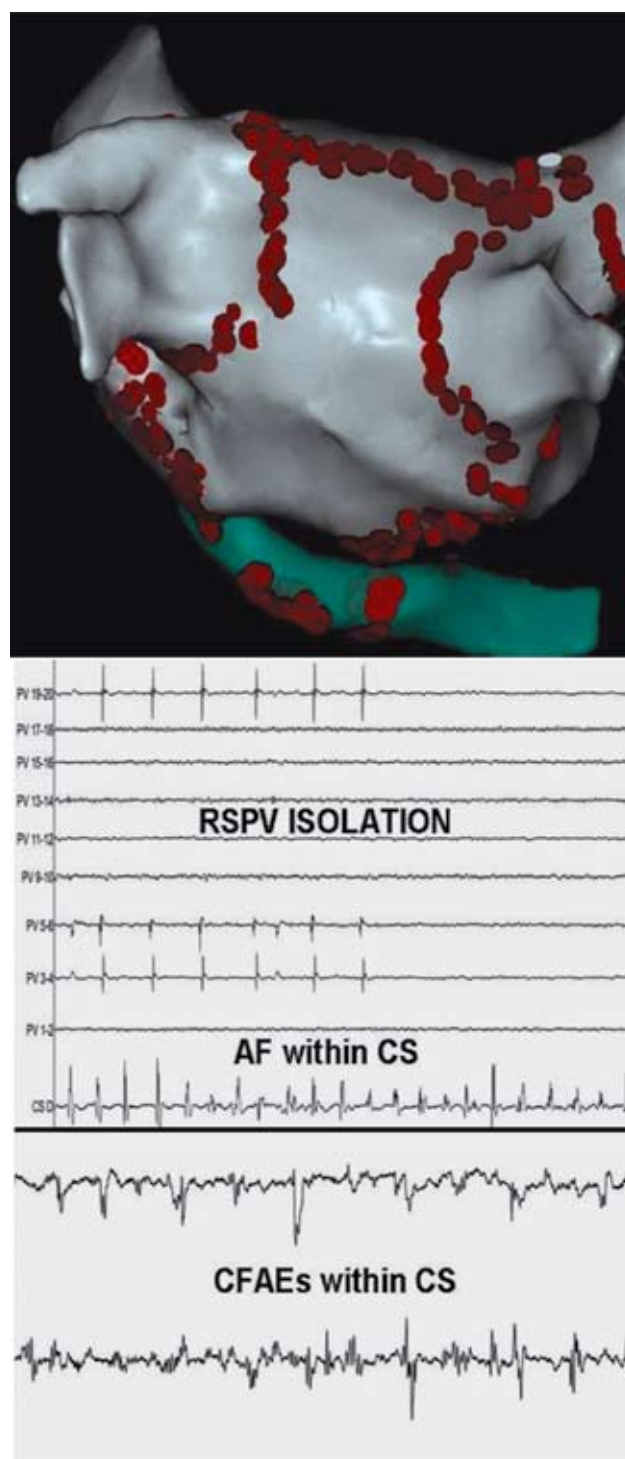 PV 19-20
PV 17-18
PV 15-16
PV 13-14
RSPV ISOLATION
PV 11-12
PV 9-10
PV 5-6
PV 3-4
PV 1-2
AF within CS
CS D
CFAEs within CS